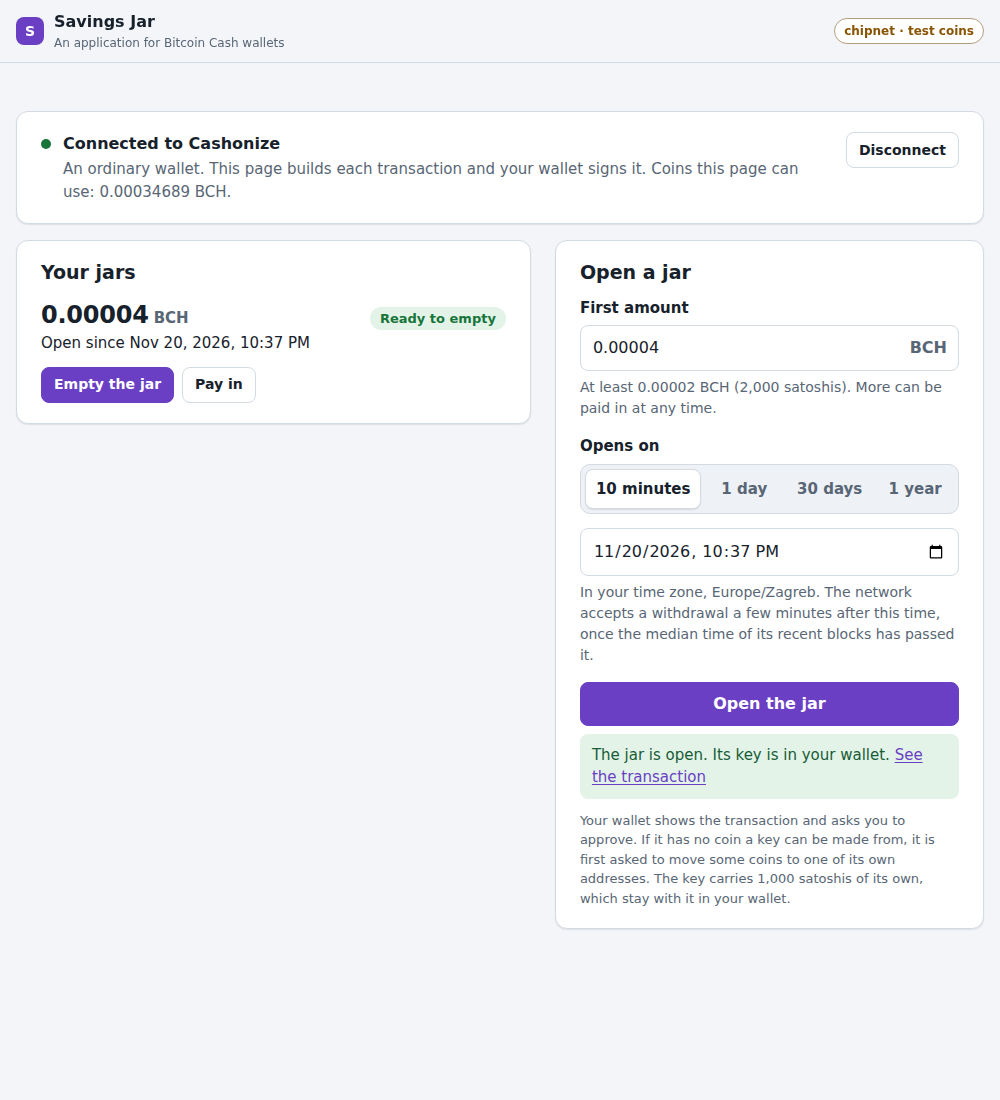 S
Savings Jar
An application for Bitcoin Cash wallets
chipnet · test coins
Connected to Cashonize
An ordinary wallet. This page builds each transaction and your wallet signs it. Coins this page can
use: 0.00034689 BCH.
Disconnect
Your jars
0.00004 BCH
Ready to empty
Open since Nov 20, 2026, 10:37 PM
Empty the jar
Pay in
Open a jar
First amount
0.00004
BCH
At least 0.00002 BCH (2,000 satoshis). More can be
paid in at any time.
Opens on
10 minutes
1 day
30 days
1 year
11/20/2026, 10:37 PM
In your time zone, Europe/Zagreb. The network
accepts a withdrawal a few minutes after this time,
once the median time of its recent blocks has passed
it.
Open the jar
The jar is open. Its key is in your wallet. See
the transaction
Your wallet shows the transaction and asks you to
approve. If it has no coin a key can be made from, it is
first asked to move some coins to one of its own
addresses. The key carries 1,000 satoshis of its own,
which stay with it in your wallet.